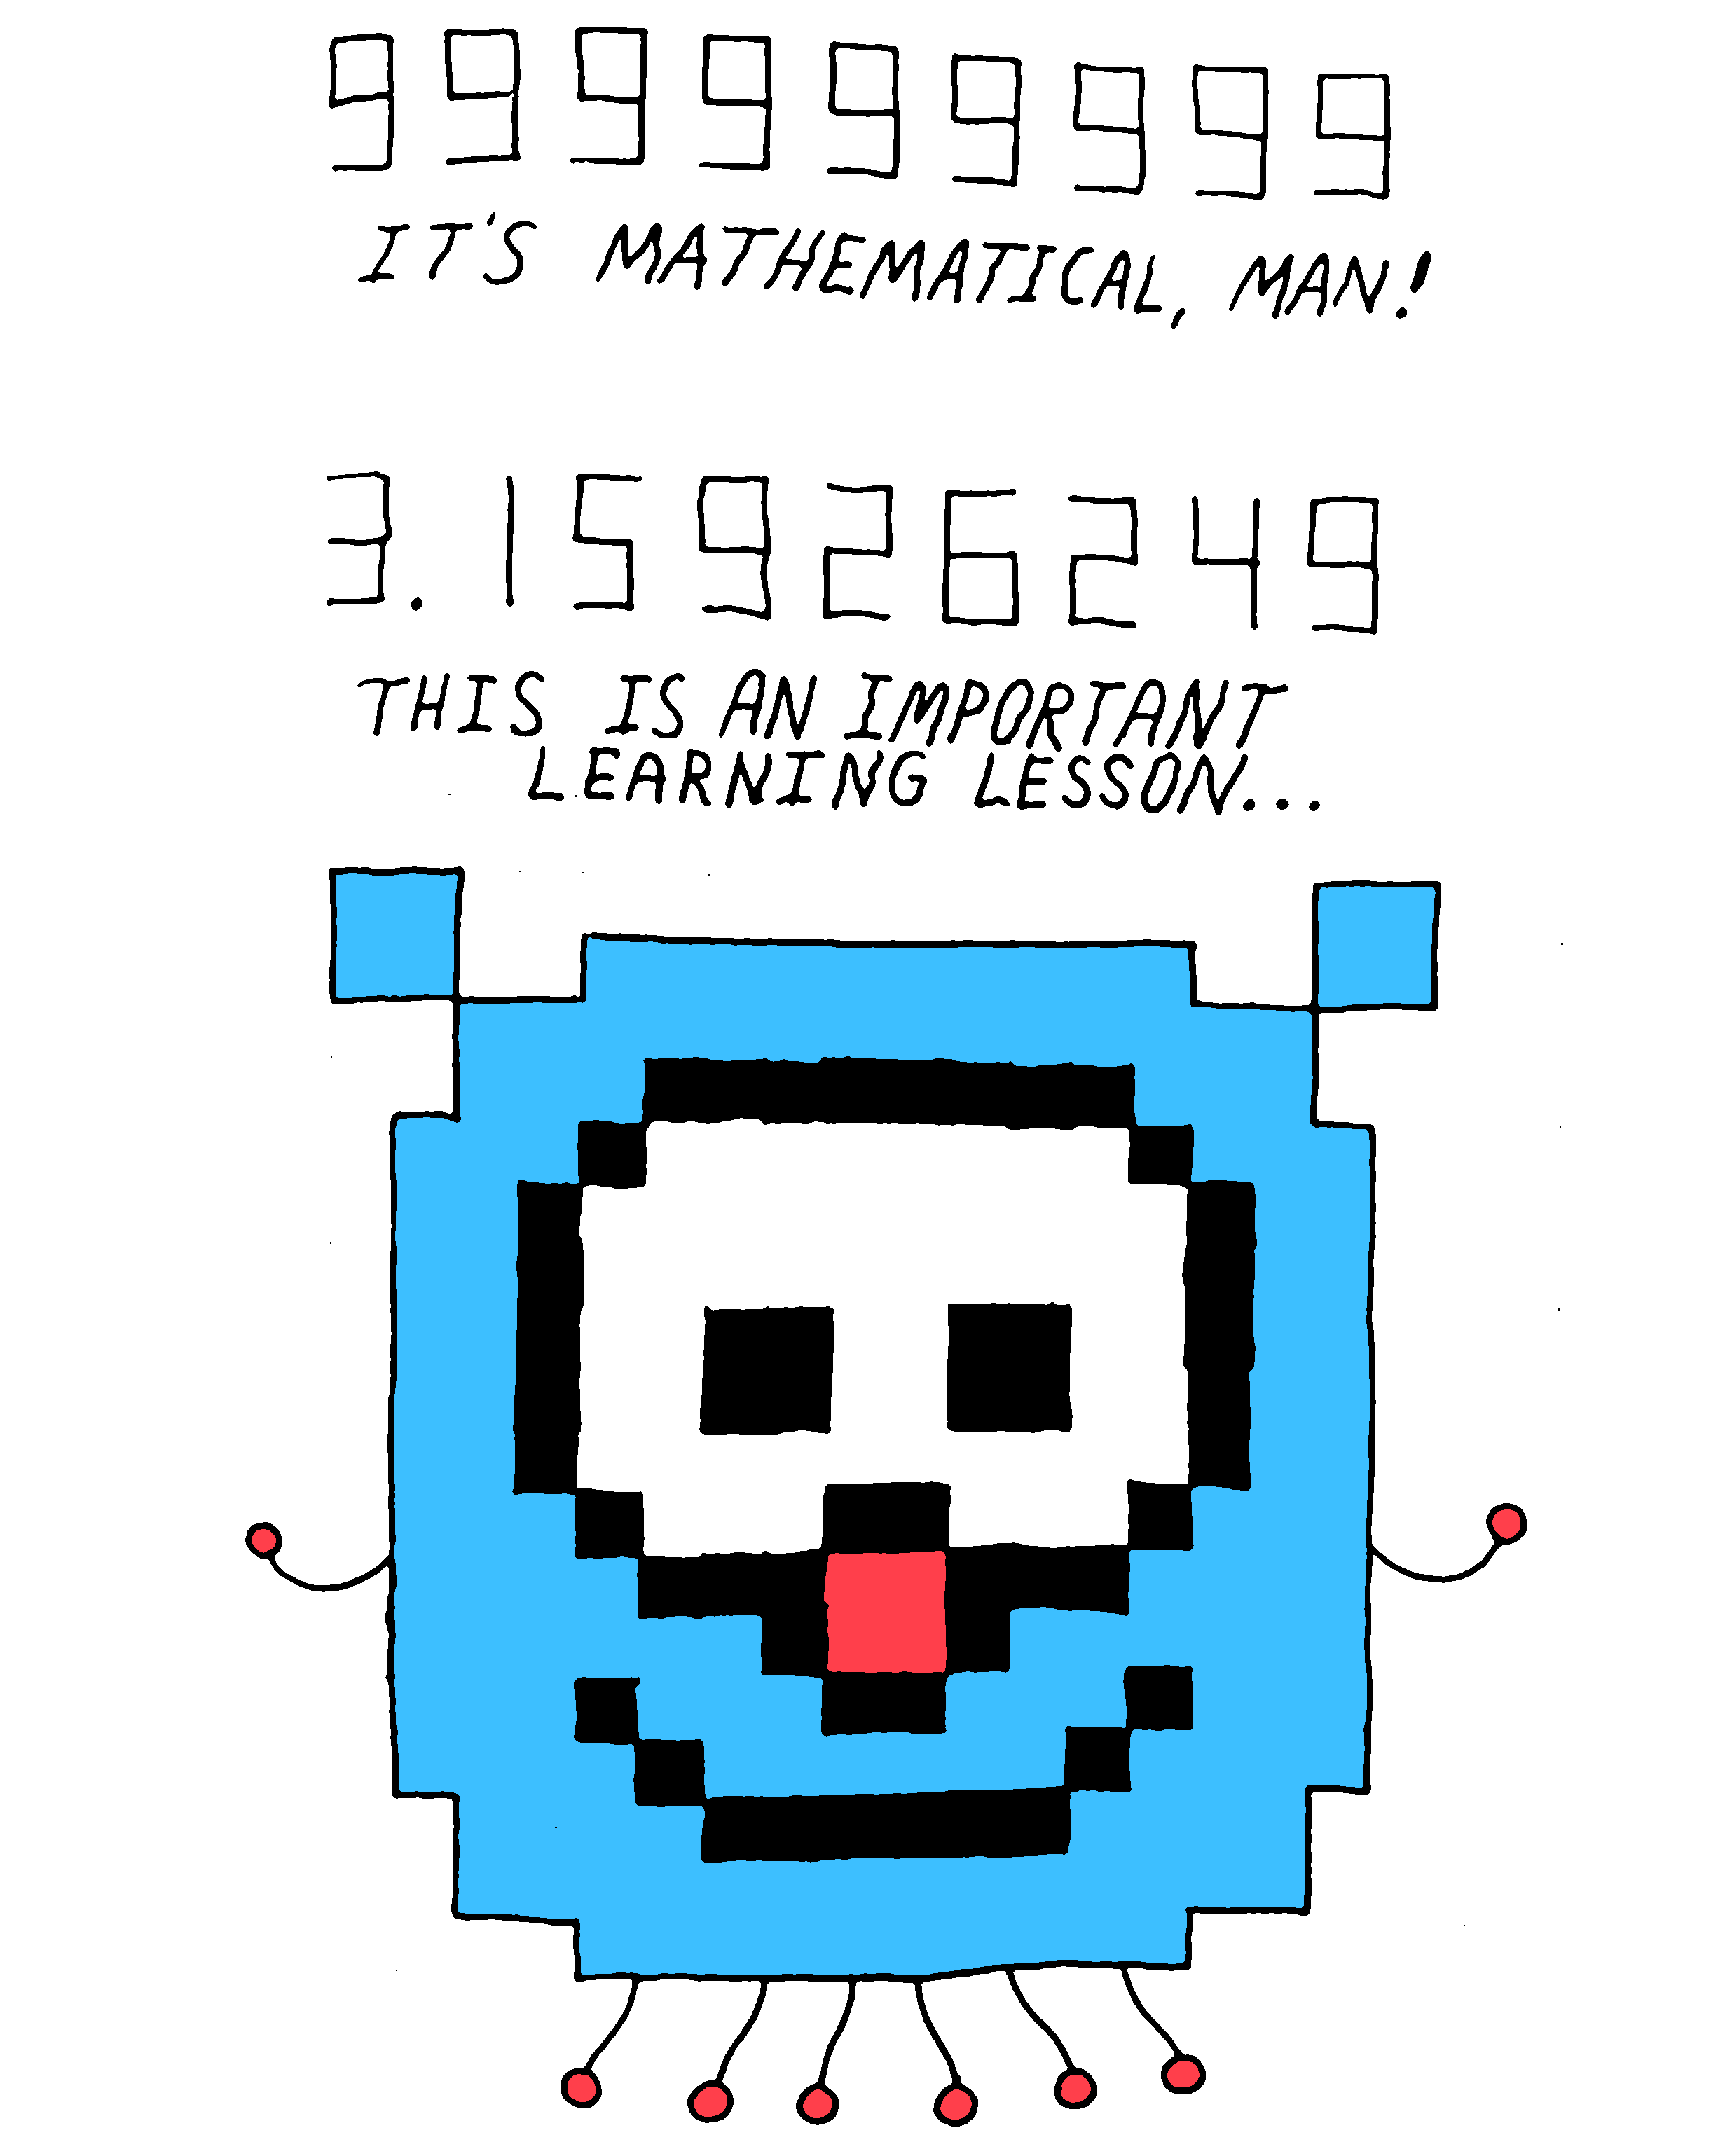 999999999
IT'S MATHEMATICAL, MAN!
3.15926249
THIS IS AN IMPORTANT
LEARNING LESSON...